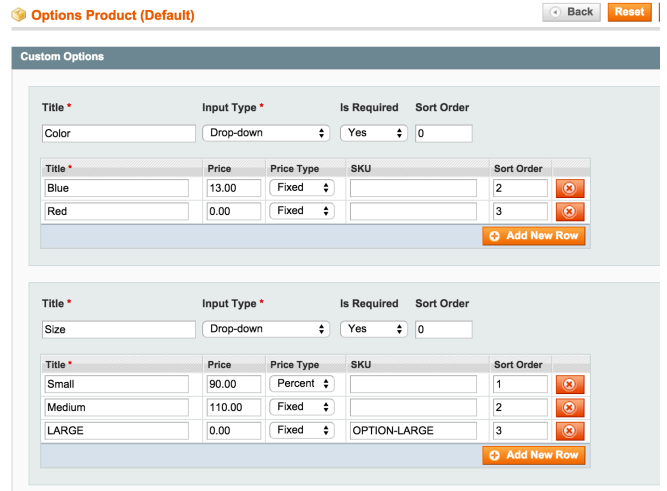 Options Product (Default) Back Reset
Custom Options
Title * Input Type * Is Required Sort Order
Color Drop-down Yes 0
Title * Price Price Type SKU Sort Order
Blue 13.00 Fixed 2
Red 0.00 Fixed 3
Add New Row
Title * Input Type * Is Required Sort Order
Size Drop-down Yes 0
Title * Price Price Type SKU Sort Order
Small 90.00 Percent 1
Medium 110.00 Fixed 2
LARGE 0.00 Fixed OPTION-LARGE 3
Add New Row